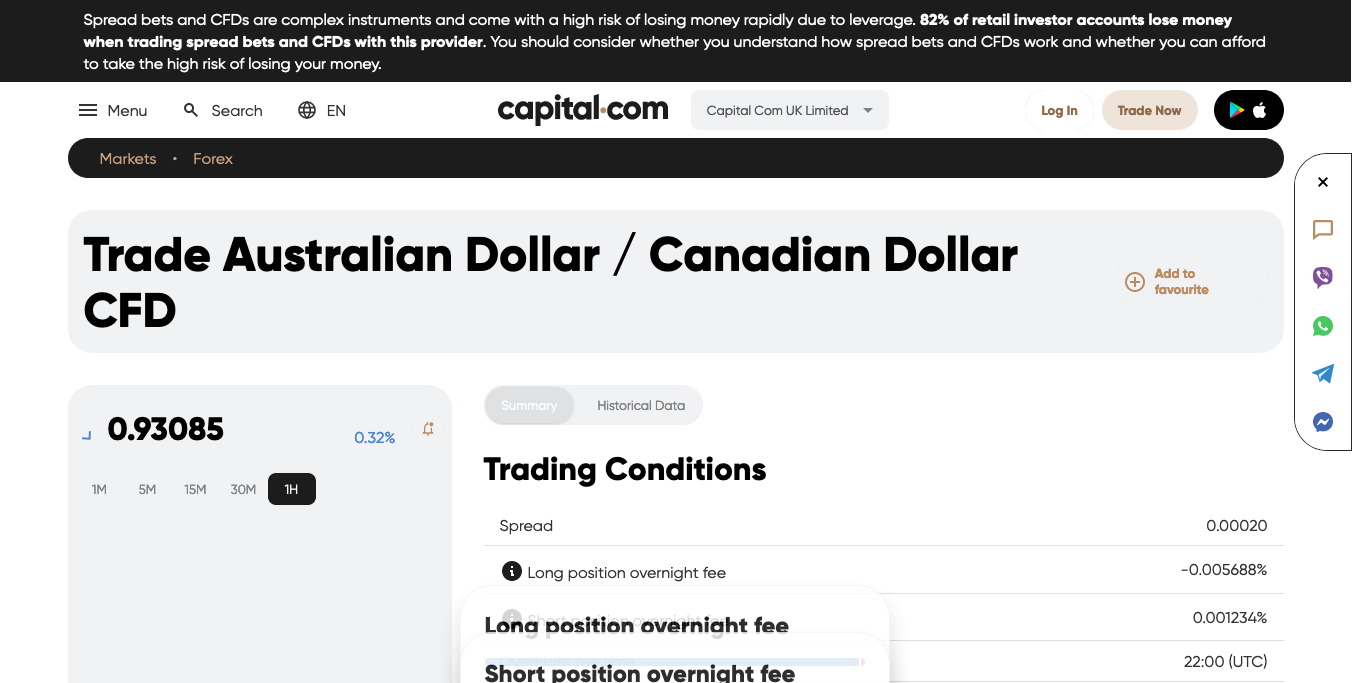 Spread bets and CFDs are complex instruments and come with a high risk of losing money rapidly due to leverage. 82% of retail investor accounts lose money
when trading spread bets and CFDs with this provider. You should consider whether you understand how spread bets and CFDs work and whether you can afford
to take the high risk of losing your money.
Menu
Search
EN
capital.com
Capital Com UK Limited
Log In
Trade Now
Markets
Forex
Trade Australian Dollar / Canadian Dollar
CFD
Add to
favourite
0.93085
0.32%
1M
5M
15M
30M
1H
Summary
Historical Data
Trading Conditions
Spread
0.00020
Long position overnight fee
-0.005688%
Short position overnight fee
0.001234%
Long position overnight fee
22:00 (UTC)
Short position overnight fee